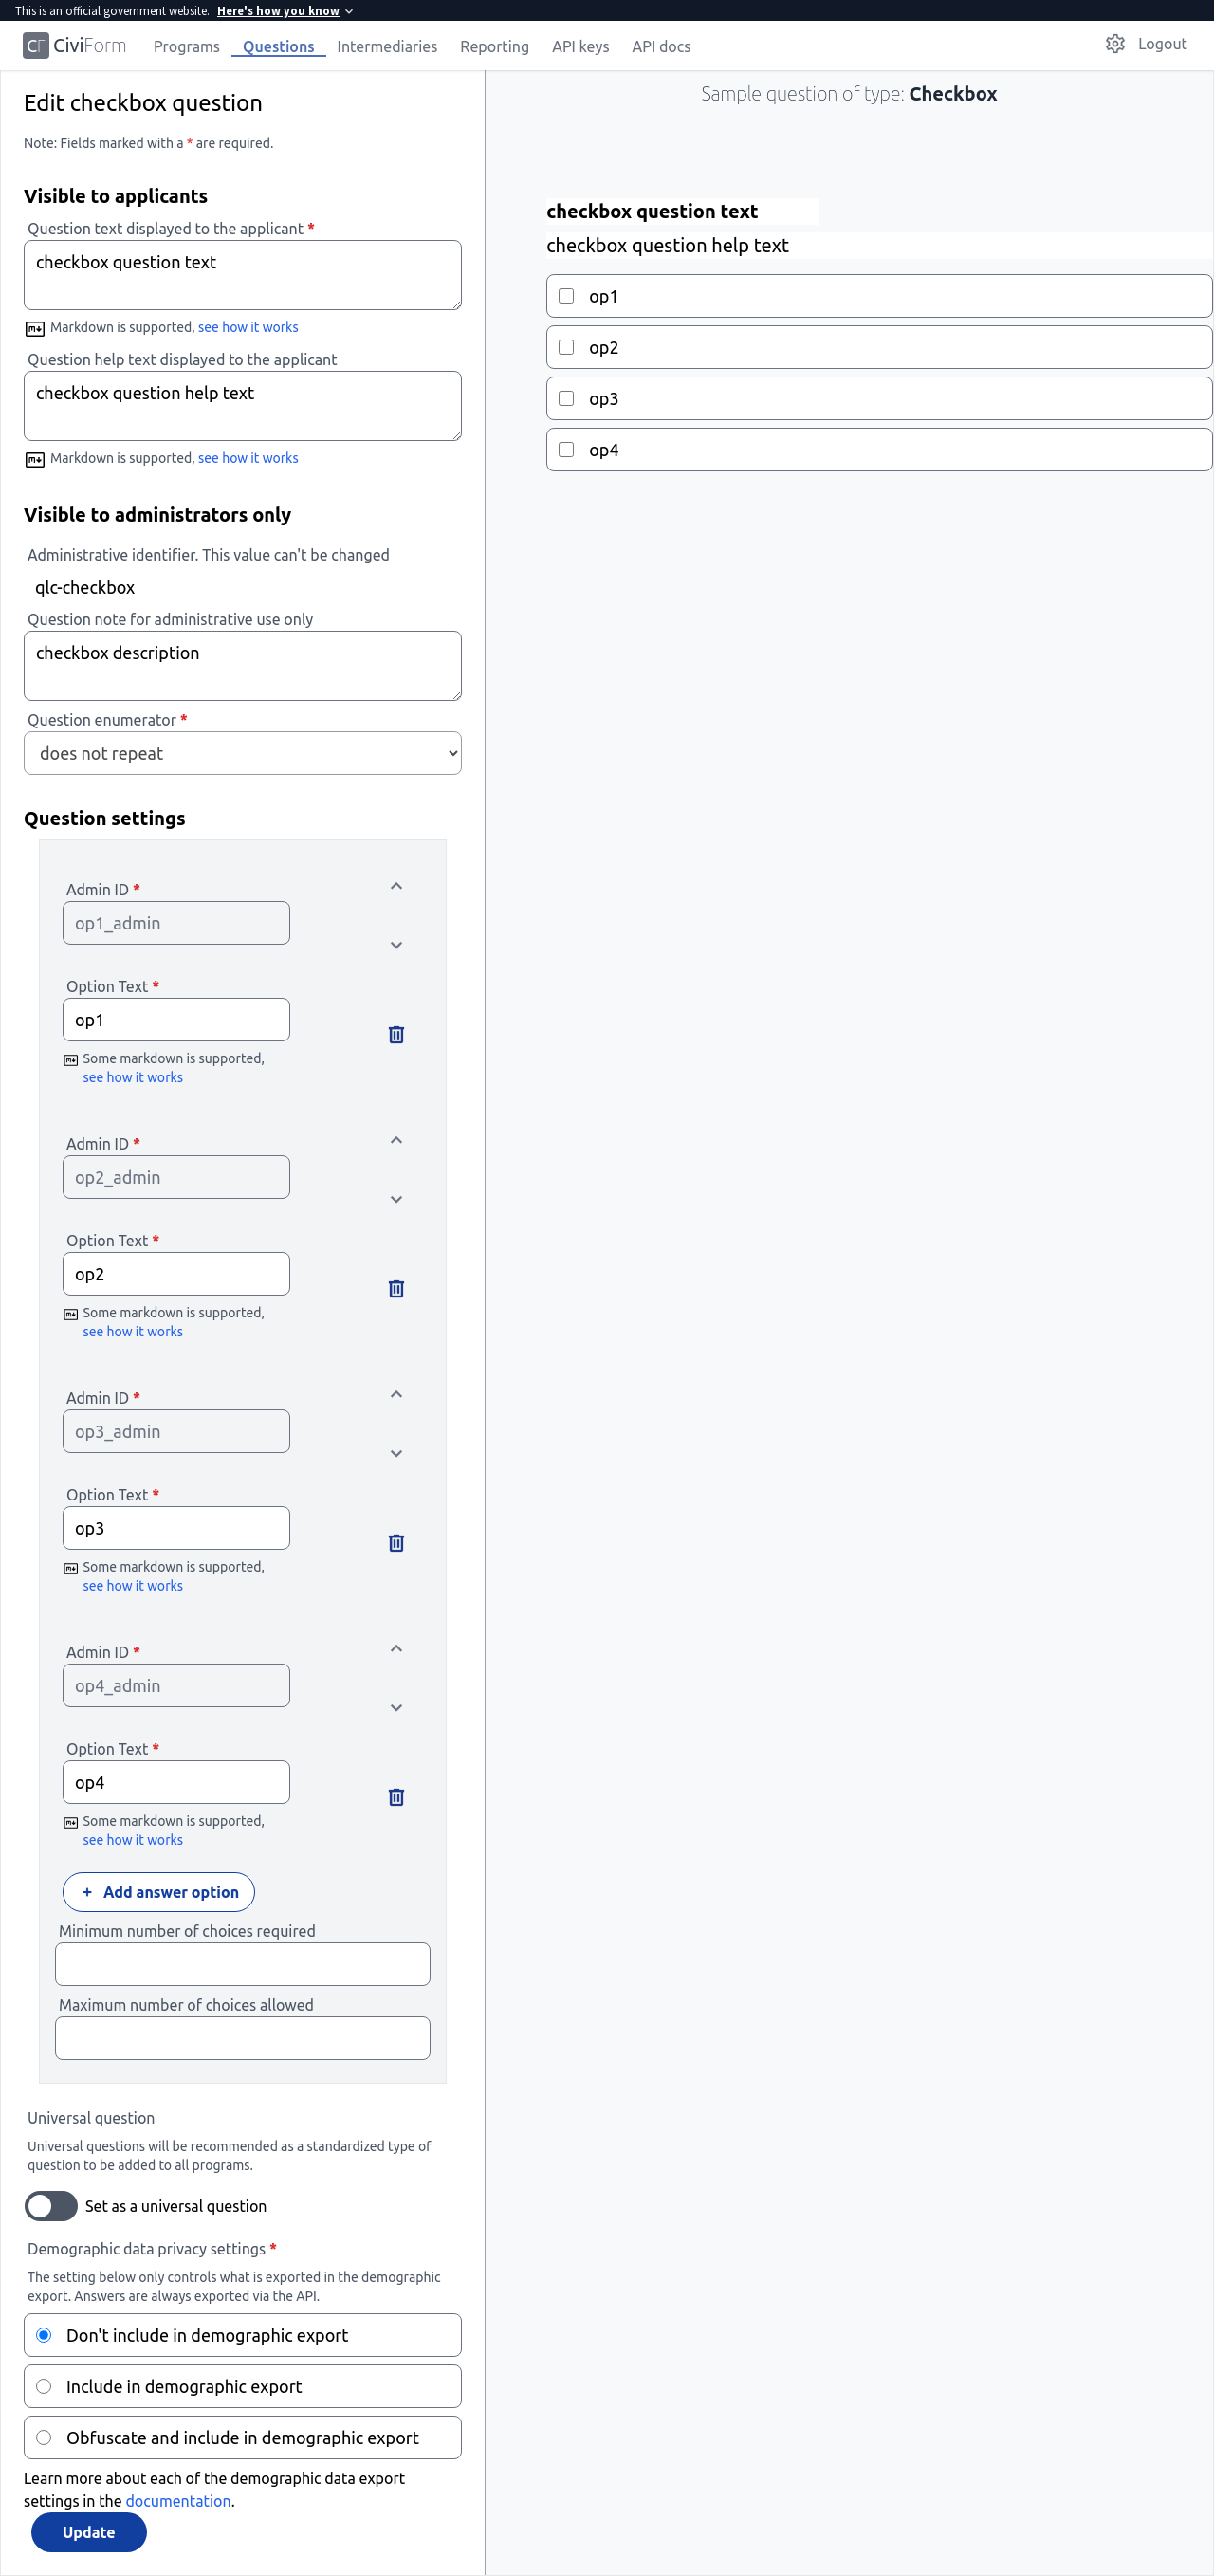 This is an official government website. Here's how you know
CF CiviForm Programs Questions Intermediaries Reporting API keys API docs Logout
Edit checkbox question
Note: Fields marked with a * are required.
Visible to applicants
Question text displayed to the applicant *
checkbox question text
Markdown is supported, see how it works
Question help text displayed to the applicant
checkbox question help text
Markdown is supported, see how it works
Visible to administrators only
Administrative identifier. This value can't be changed
qlc-checkbox
Question note for administrative use only
checkbox description
Question enumerator *
does not repeat
Question settings
Admin ID *
op1_admin
Option Text *
op1
Some markdown is supported,
see how it works
Admin ID *
op2_admin
Option Text *
op2
Some markdown is supported,
see how it works
Admin ID *
op3_admin
Option Text *
op3
Some markdown is supported,
see how it works
Admin ID *
op4_admin
Option Text *
op4
Some markdown is supported,
see how it works
+ Add answer option
Minimum number of choices required
Maximum number of choices allowed
Universal question
Universal questions will be recommended as a standardized type of
question to be added to all programs.
Set as a universal question
Demographic data privacy settings *
The setting below only controls what is exported in the demographic
export. Answers are always exported via the API.
Don't include in demographic export
Include in demographic export
Obfuscate and include in demographic export
Learn more about each of the demographic data export
settings in the documentation.
Update
Sample question of type: Checkbox
checkbox question text
checkbox question help text
op1
op2
op3
op4